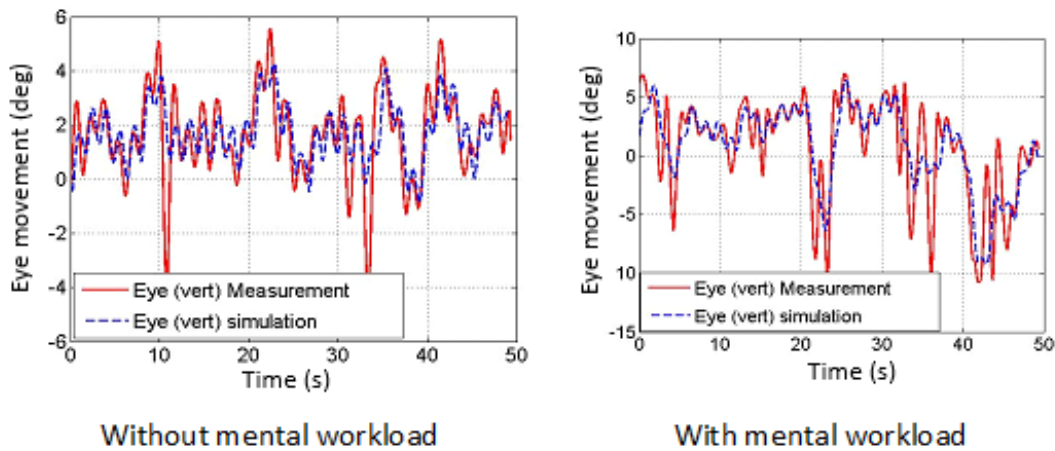 6
4
2
0
-2
-4
-6
Eye movement (deg)
Eye (vert) Measurement
Eye (vert) simulation
0 10 20 30 40 50
Time (s)
Without mental workload
10
5
0
-5
-10
-15
Eye movement (deg)
Eye (vert) Measurement
Eye (vert) simulation
0 10 20 30 40 50
Time (s)
With mental workload